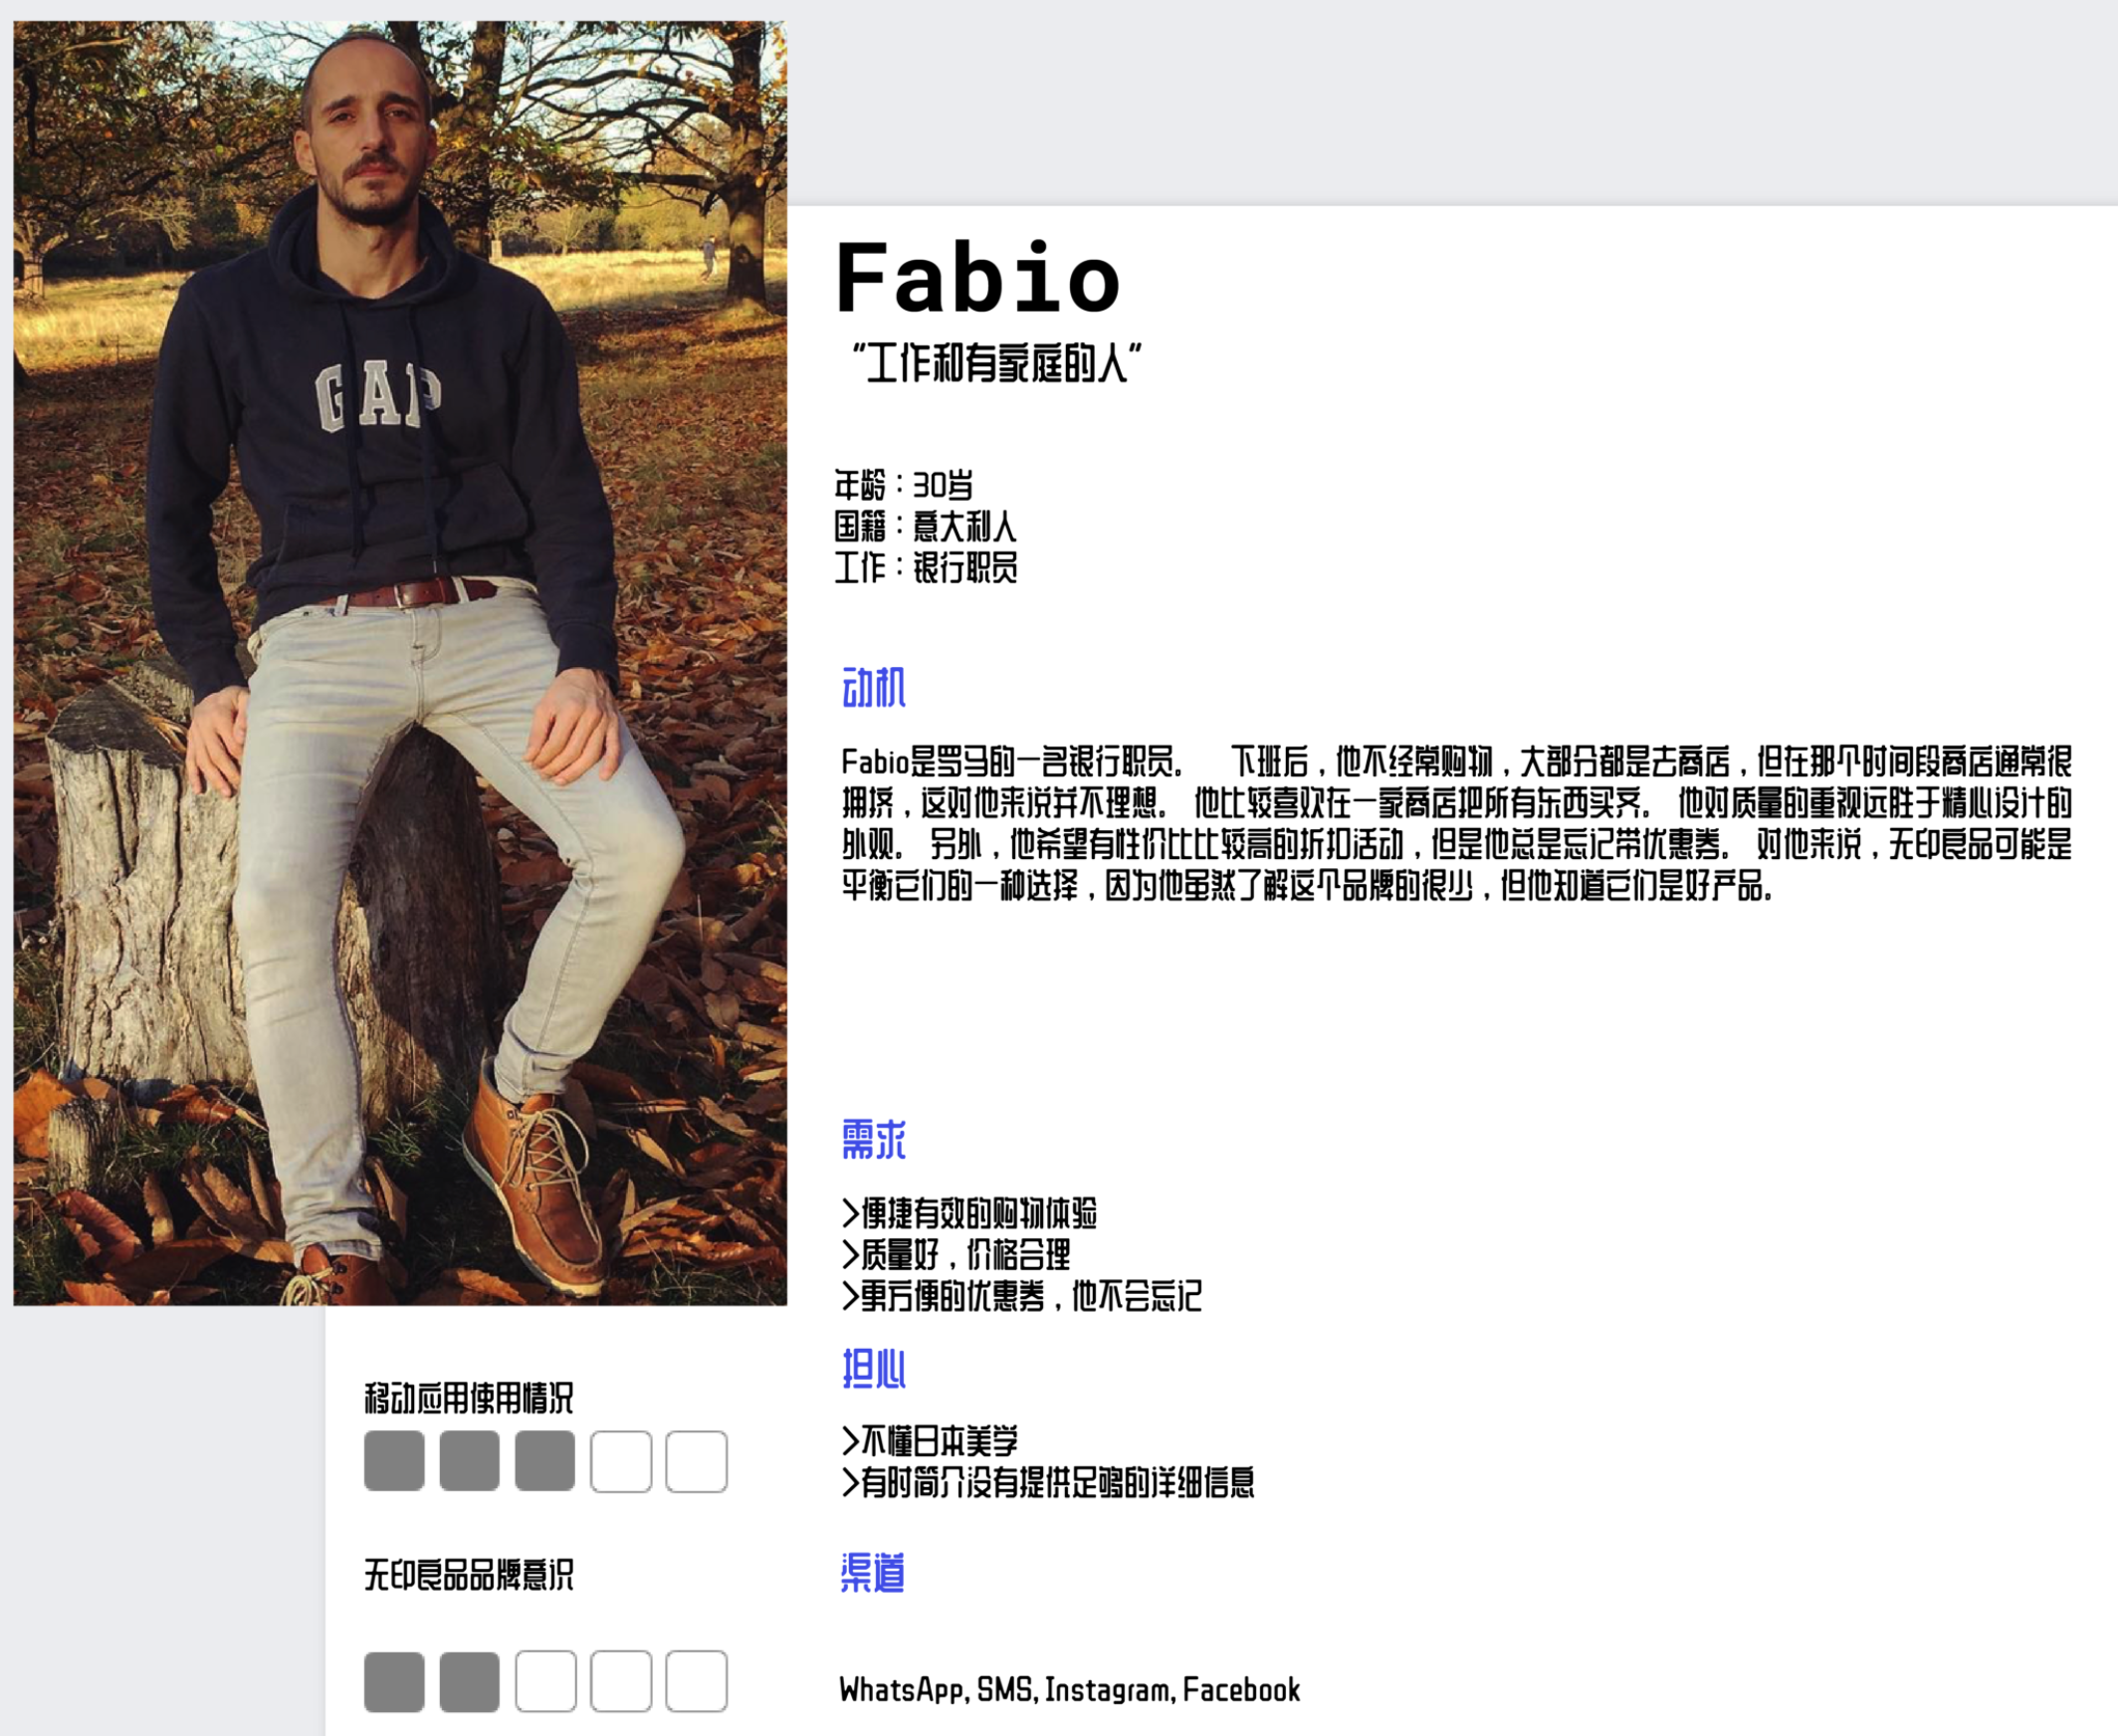 GAP
Fabio
“工作和有家庭的人”
年龄：30岁
国籍：意大利人
工作：银行职员
动机
Fabio是罗马的一名银行职员。 下班后，他不经常购物，大部分都是去商店，但在那个时间段商店通常很
拥挤，这对他来说并不理想。 他比较喜欢在一家商店把所有东西买齐。 他对质量的重视远胜于精心设计的
外观。 另外，他希望有性价比比较高的折扣活动，但是他总是忘记带优惠券。 对他来说，无印良品可能是
平衡它们的一种选择，因为他虽然了解这个品牌的很少，但他知道它们是好产品。
需求
>便捷有效的购物体验
>质量好，价格合理
>更方便的优惠券，他不会忘记
担心
>不懂日本美学
>有时简介没有提供足够的详细信息
渠道
WhatsApp, SMS, Instagram, Facebook
移动应用使用情况
无印良品品牌意识